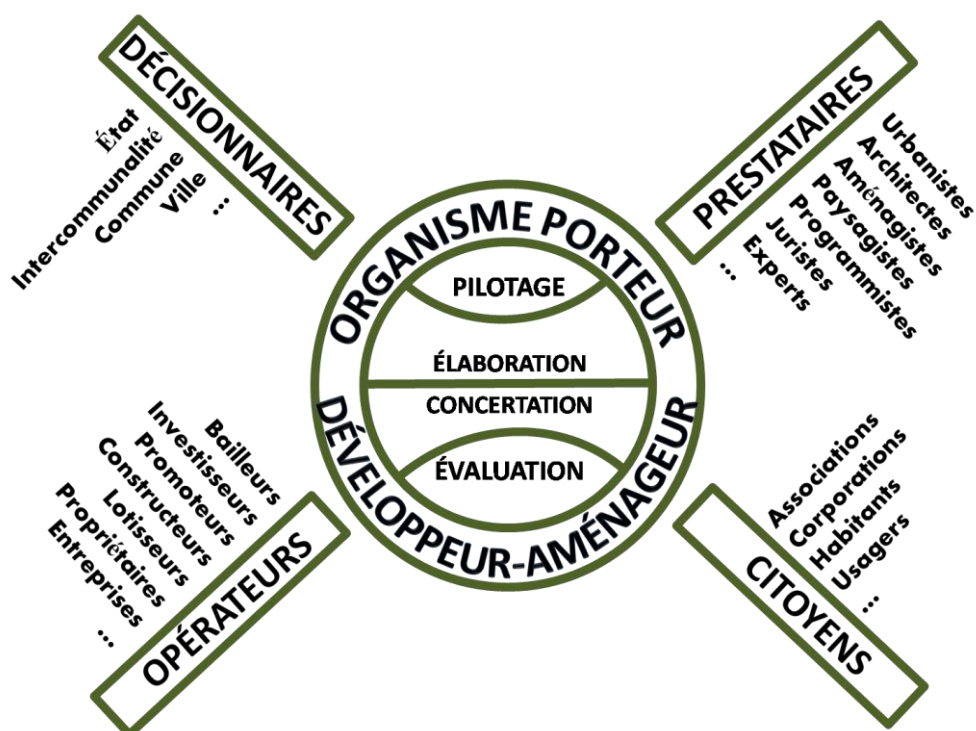 DÉCISIONNAIRES
État
Intercommunalité
Commune
Ville
...
PRESTATAIRES
Urbanistes
Architectes
Aménagistes
Paysagistes
Programmistes
Juristes
Experts
...
ORGANISME PORTEUR
PILOTAGE
ÉLABORATION
CONCERTATION
ÉVALUATION
DÉVELOPPEUR-AMÉNAGEUR
Bailleurs
Investisseurs
Promoteurs
Constructeurs
Lotisseurs
Propriétaires
Entreprises
...
OPÉRATEURS
Associations
Corporations
Habitants
Usagers
...
CITOYENS